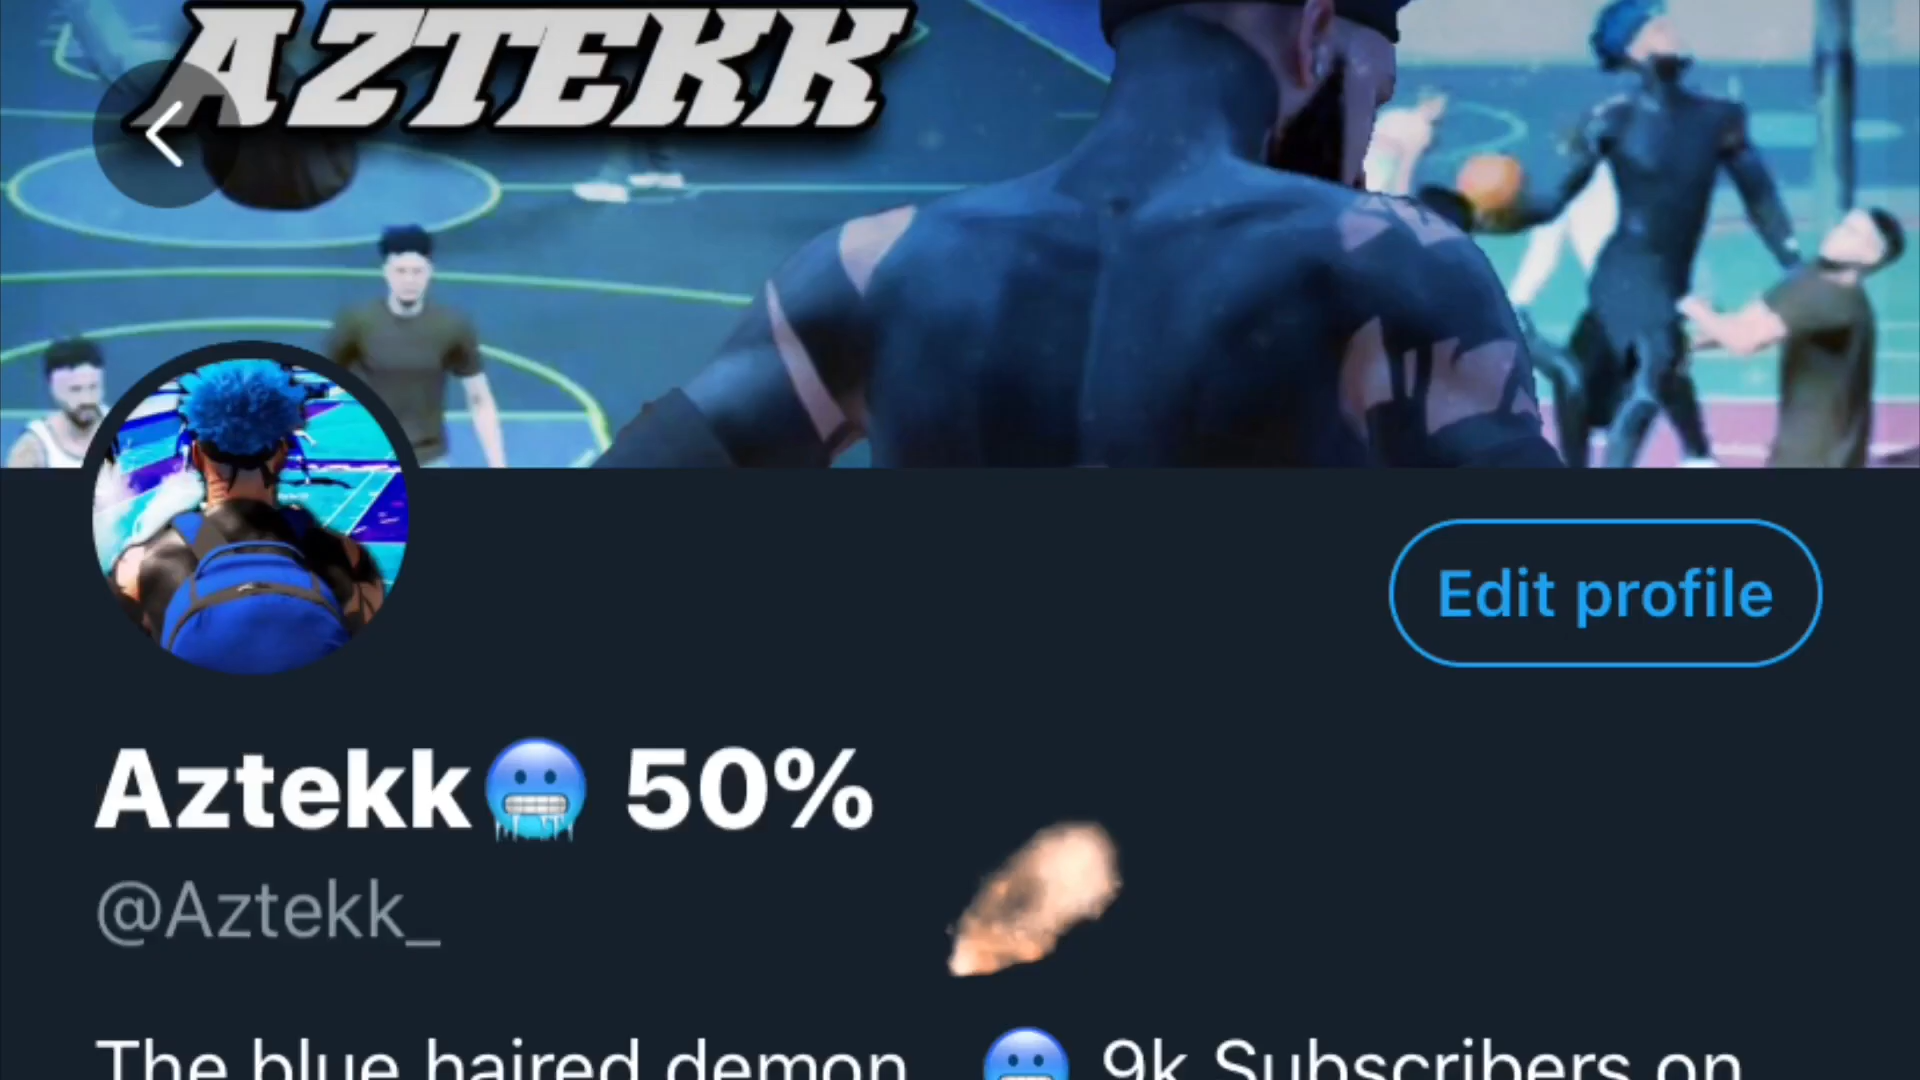 AZTEKK
Edit profile
Aztekk🥶 50%
@Aztekk_
The blue haired demon 🥶 9k Subscribers on